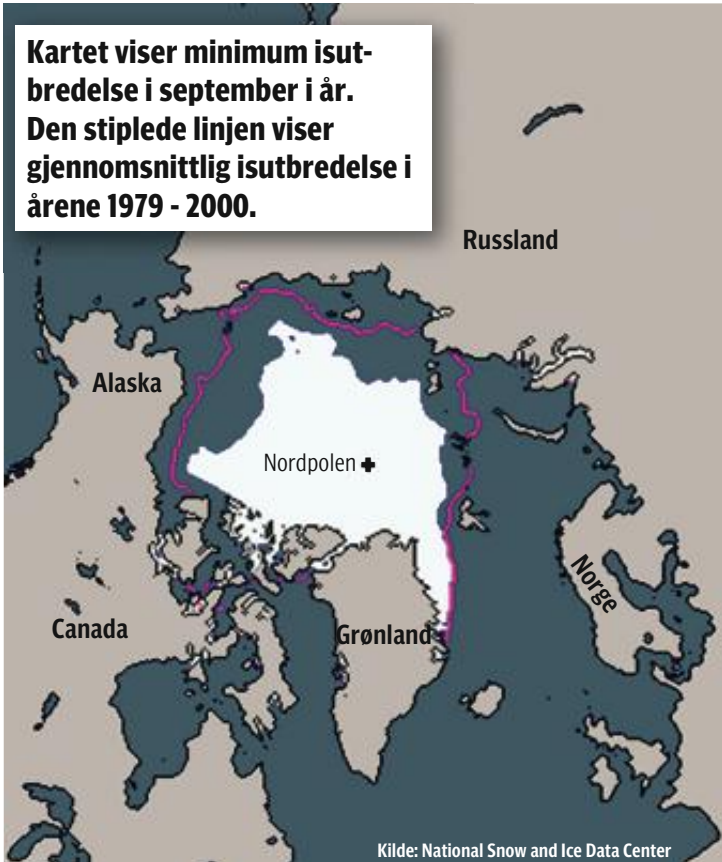 Kartet viser minimum isut-
bredelse i september i år.
Den stiplede linjen viser
gjennomsnittlig isutbredelse i
årene 1979 - 2000.
Russland
Alaska
Nordpolen
Norge
Canada
Grønland
Kilde: National Snow and Ice Data Center